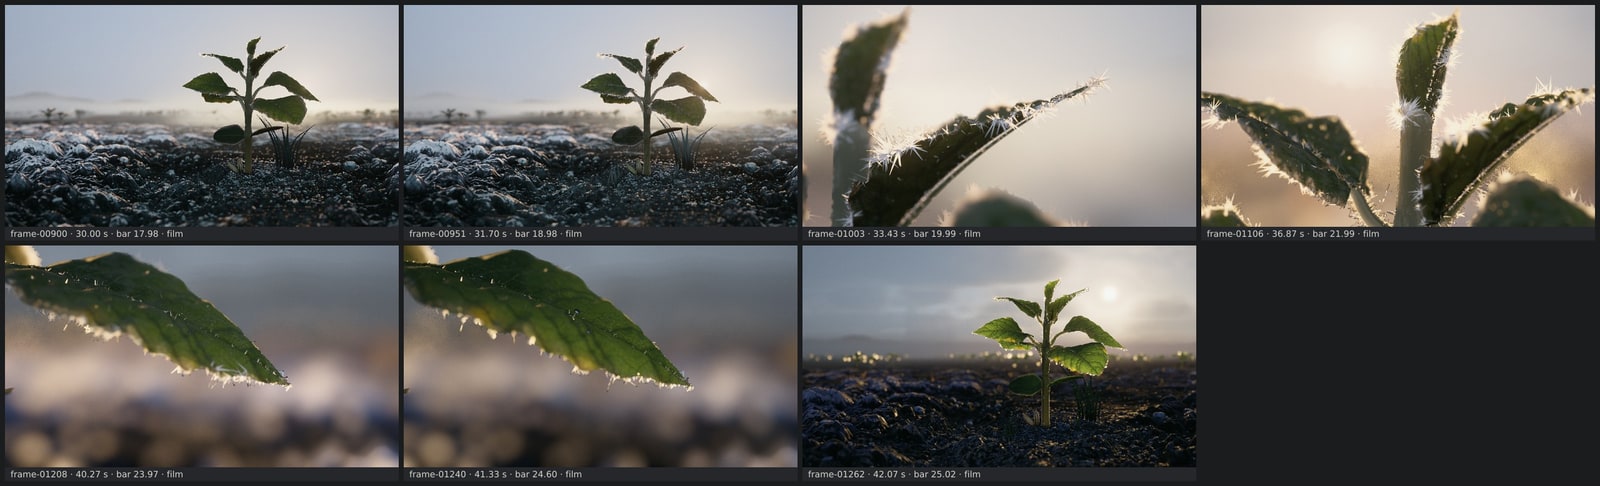 frame-00900 · 30.00 s · bar 17.98 · film
frame-00951 · 31.70 s · bar 18.98 · film
frame-01003 · 33.43 s · bar 19.99 · film
frame-01106 · 36.87 s · bar 21.99 · film
frame-01208 · 40.27 s · bar 23.97 · film
frame-01240 · 41.33 s · bar 24.60 · film
frame-01262 · 42.07 s · bar 25.02 · film